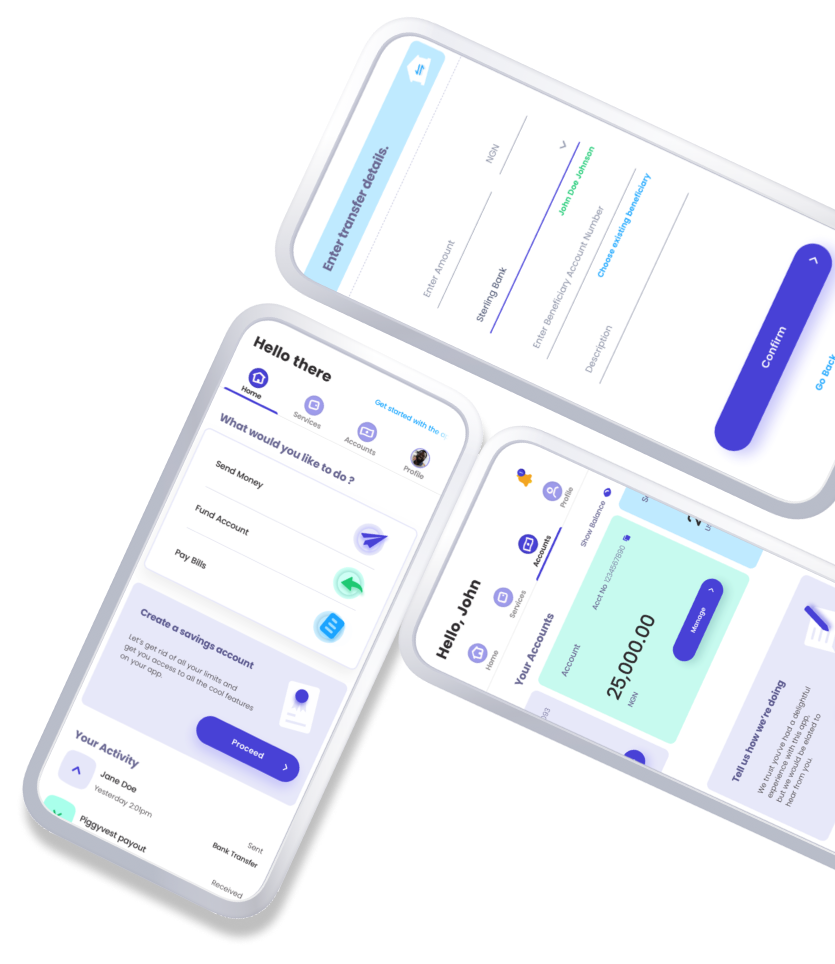 Enter transfer details.
Enter Amount
NGN
Sterling Bank
John Doe Johnson
Enter Beneficiary Account Number
Choose existing beneficiary
Description
Confirm
Go Back
Hello there
Get started with the
Home
Services
Accounts
Profile
What would you like to do ?
Send Money
Fund Account
Pay Bills
Create a savings account
Let's get rid of all your limits and
get you access to all the cool features
on your app.
Proceed
Your Activity
Jane Doe
Yesterday 2:01pm
Sent
Bank Transfer
Piggyvest payout
Received
Hello, John
Home
Services
Accounts
Profile
Your Accounts
Show Balance
Account
Acct No 1234567890
25,000.00
NGN
Manage
Tell us how we're doing
We trust you've had a delightful
experience with this app,
but we would be elated to
hear from you.